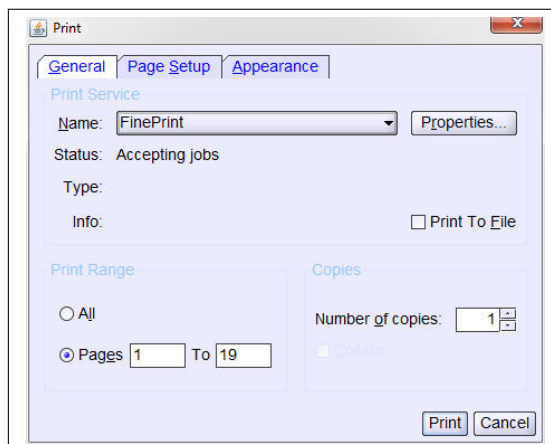 Print
General Page Setup Appearance
Print Service
Name: FinePrint Properties...
Status: Accepting jobs
Type:
Info: Print To File
Print Range
Copies
All
Number of copies: 1
Pages 1 To 19
Collate
Print Cancel